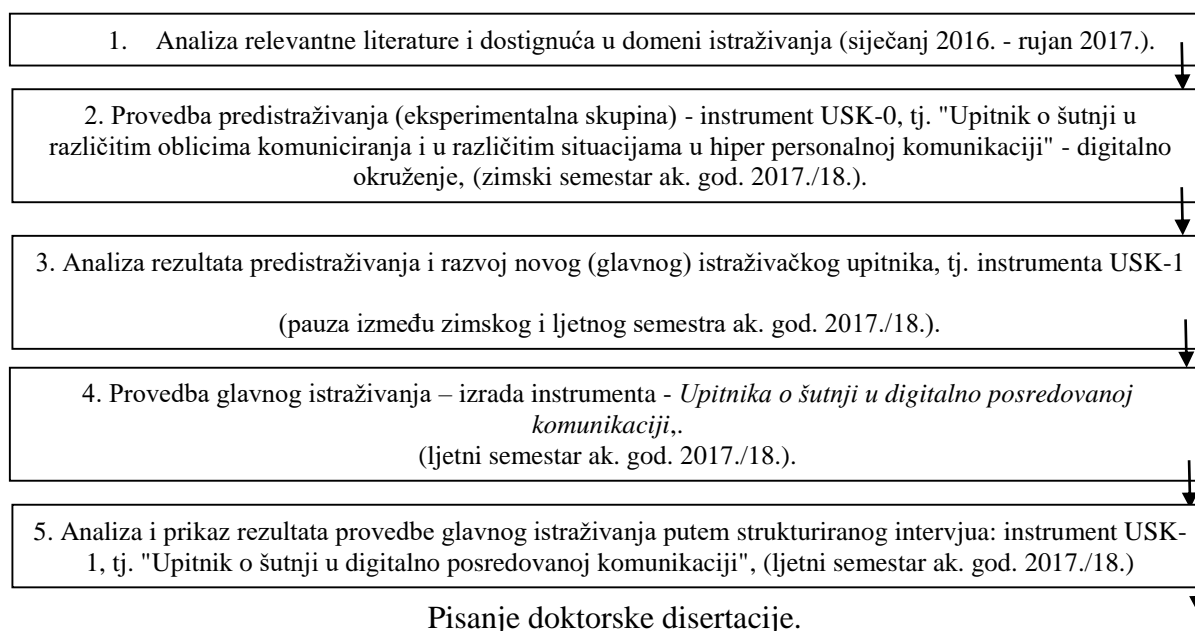 1. Analiza relevantne literature i dostignuća u domeni istraživanja (siječanj 2016. - rujan 2017.).
2. Provedba predistraživanja (eksperimentalna skupina) - instrument USK-0, tj. "Upitnik o šutnji u
različitim oblicima komuniciranja i u različitim situacijama u hiper personalnoj komunikaciji" - digitalno
okruženje, (zimski semestar ak. god. 2017./18.).
3. Analiza rezultata predistraživanja i razvoj novog (glavnog) istraživačkog upitnika, tj. instrumenta USK-1
(pauza između zimskog i ljetnog semestra ak. god. 2017./18.).
4. Provedba glavnog istraživanja – izrada instrumenta - Upitnika o šutnji u digitalno posredovanoj
komunikaciji,.
(ljetni semestar ak. god. 2017./18.).
5. Analiza i prikaz rezultata provedbe glavnog istraživanja putem strukturiranog intervjua: instrument USK-
1, tj. "Upitnik o šutnji u digitalno posredovanoj komunikaciji", (ljetni semestar ak. god. 2017./18.)
Pisanje doktorske disertacije.